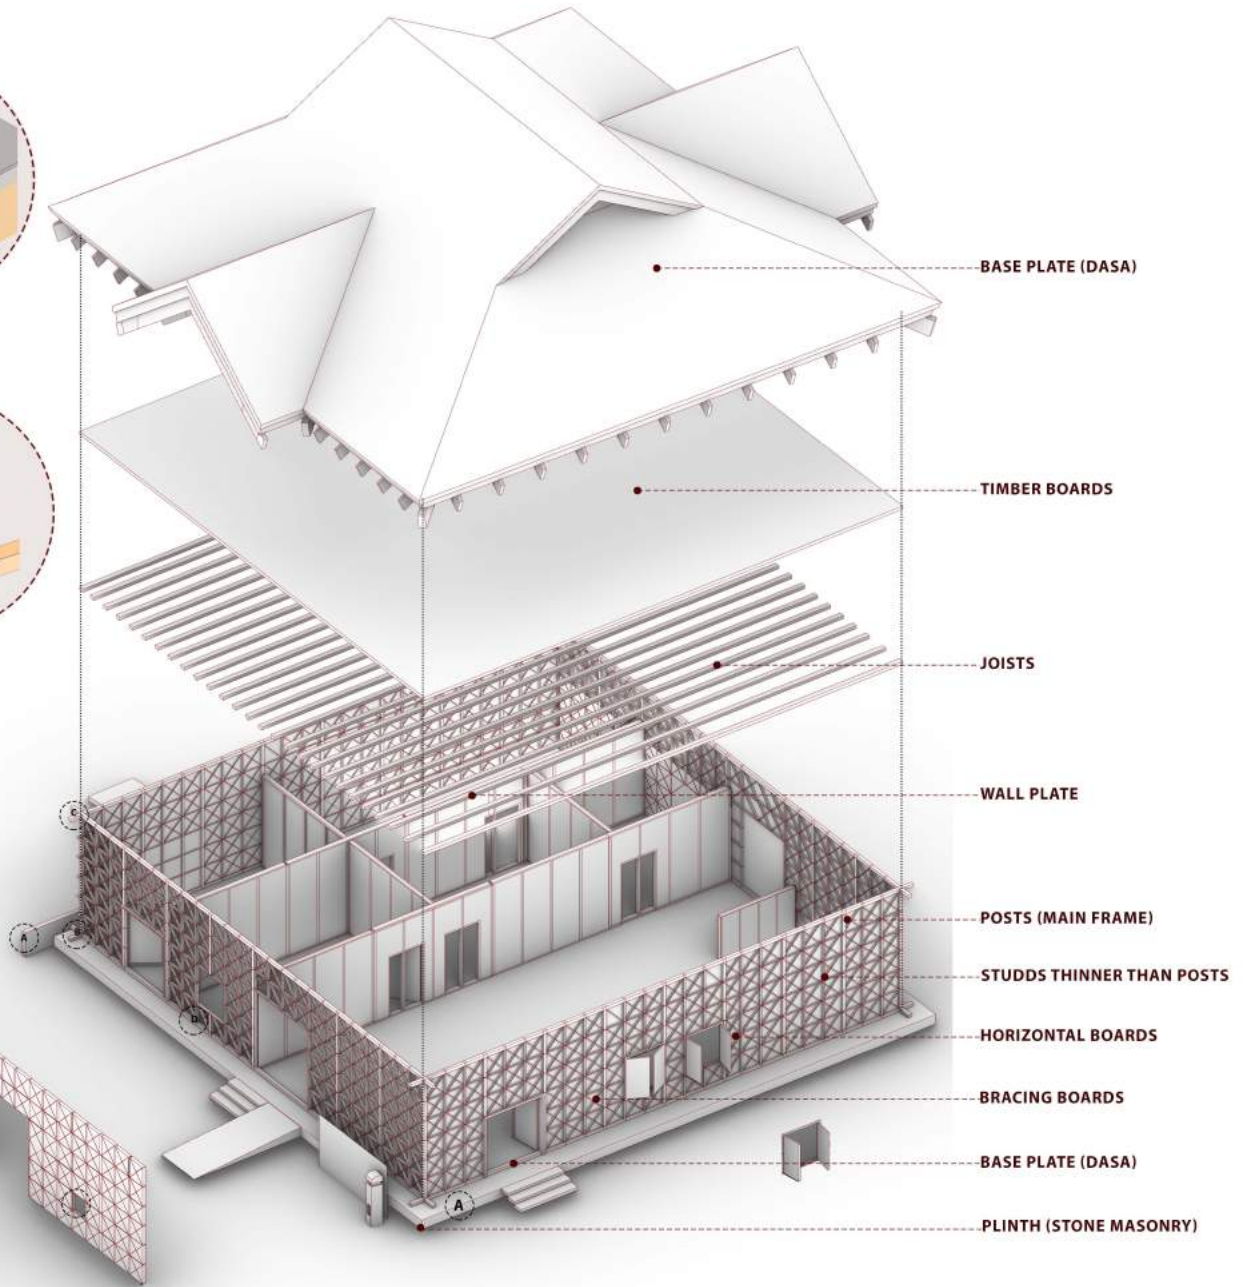 BASE PLATE (DASA)
TIMBER BOARDS
JOISTS
WALL PLATE
C
POSTS (MAIN FRAME)
A
B
STUDDS THINNER THAN POSTS
D
HORIZONTAL BOARDS
BRACING BOARDS
BASE PLATE (DASA)
A
PLINTH (STONE MASONRY)